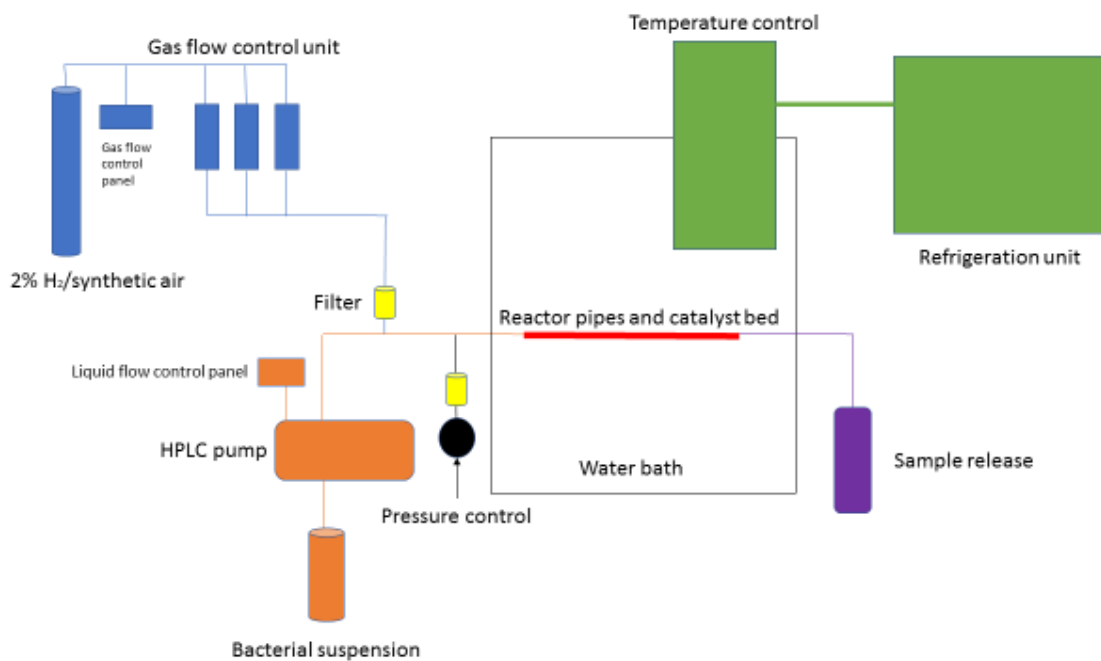 Temperature control
Gas flow control unit
Gas flow
control
panel
2% H₂/synthetic air
Refrigeration unit
Filter
Reactor pipes and catalyst bed
Liquid flow control panel
HPLC pump
Water bath
Sample release
Pressure control
Bacterial suspension